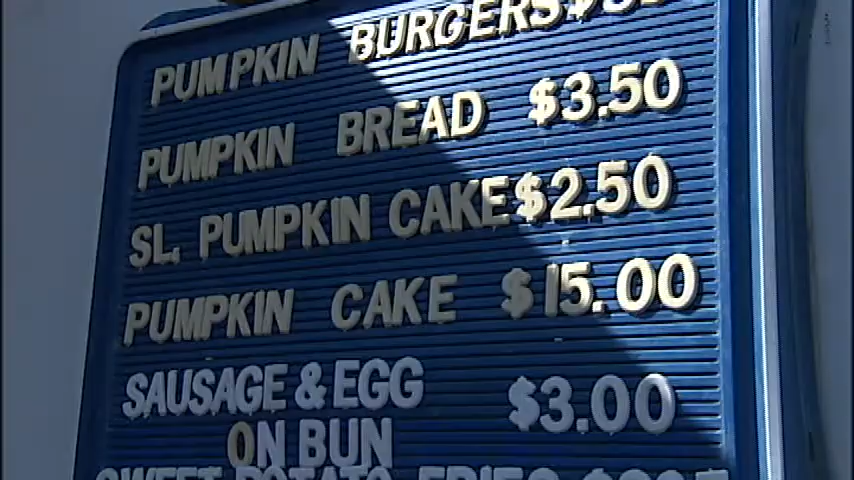 PUMPKIN BURGERS
PUMPKIN BREAD $3.50
SL. PUMPKIN CAKE $2.50
PUMPKIN CAKE $15.00
SAUSAGE & EGG $3.00
ON BUN
SWEET POTATO FRIES